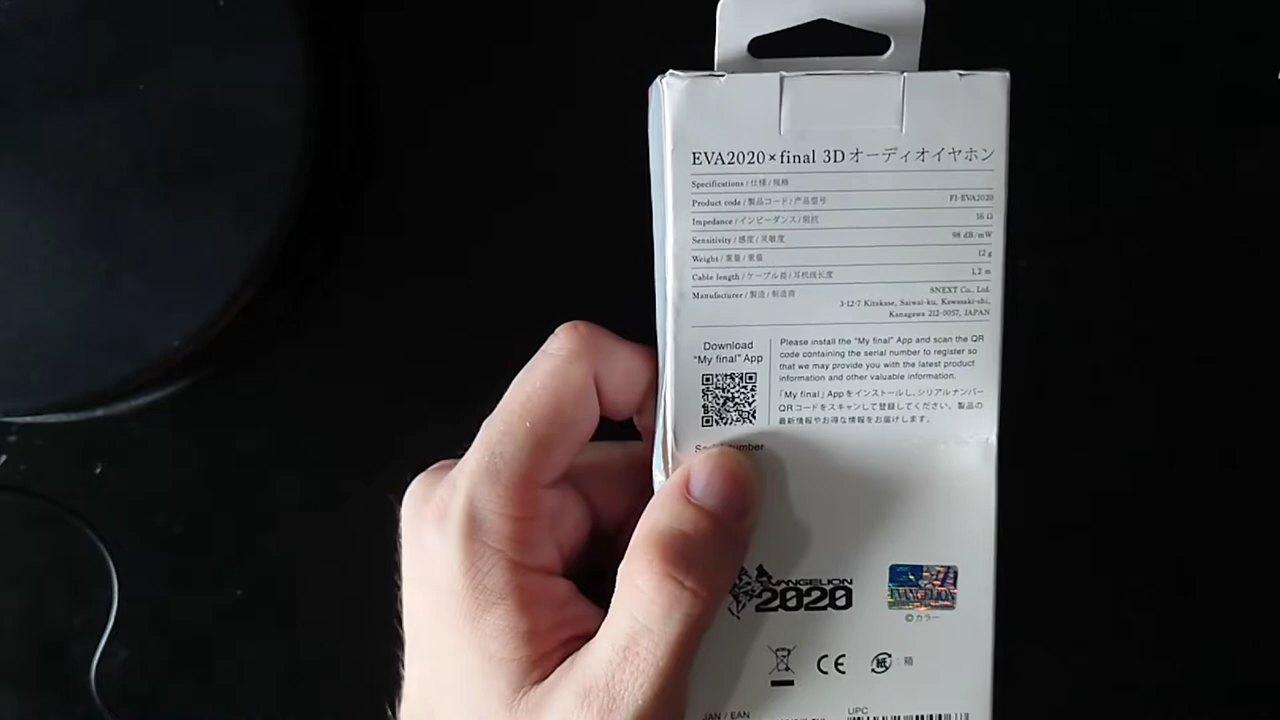 EVA2020×final 3Dオーディオイヤホン
Specifications / 仕様 / 规格
Product code / 製品コード / 产品型号 FI-EVA2020
Impedance / インピーダンス / 阻抗 16 Ω
Sensitivity / 感度 / 灵敏度 98 dB/mW
Weight / 重量 / 重量 12 g
Cable length / ケーブル長 / 耳机线长度 1.2 m
Manufacturer / 製造 / 制造商 SNEXT Co., Ltd.
3-12-7 Kitakase, Saiwai-ku, Kawasaki-shi,
Kanagawa 212-0057, JAPAN
Download
"My final" App
Please install the "My final" App and scan the QR
code containing the serial number to register so
that we may provide you with the latest product
information and other valuable information.
「My final」Appをインストールし、シリアルナンバー
QRコードをスキャンして登録してください。製品の
最新情報やお得な情報をお届けします。
EVANGELION
2020
EVANGELION
©カラー
CE
紙 : 箱
JAN / EAN
UPC